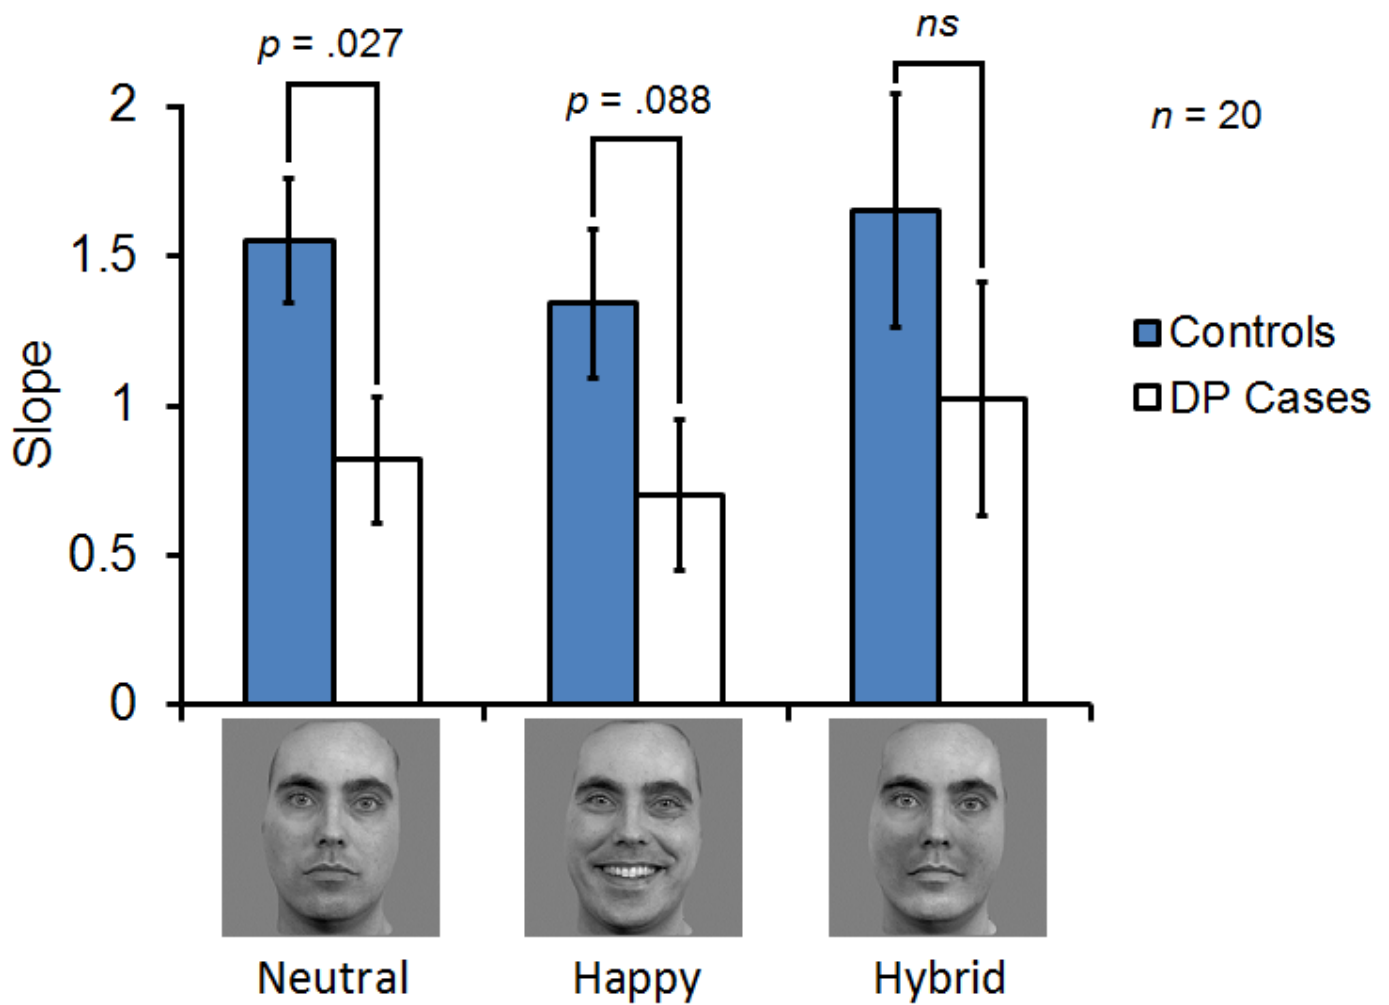 p = .027
p = .088
ns
n = 20
2
1.5
1
0.5
0
Slope
Controls
DP Cases
Neutral
Happy
Hybrid